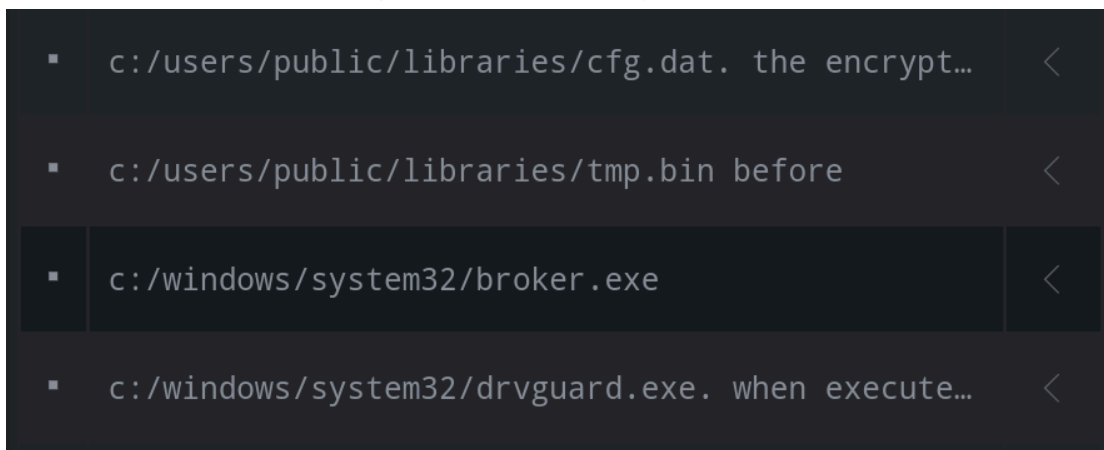 c:/users/public/libraries/cfg.dat. the encrypt…
c:/users/public/libraries/tmp.bin before
c:/windows/system32/broker.exe
c:/windows/system32/drvguard.exe. when execute…